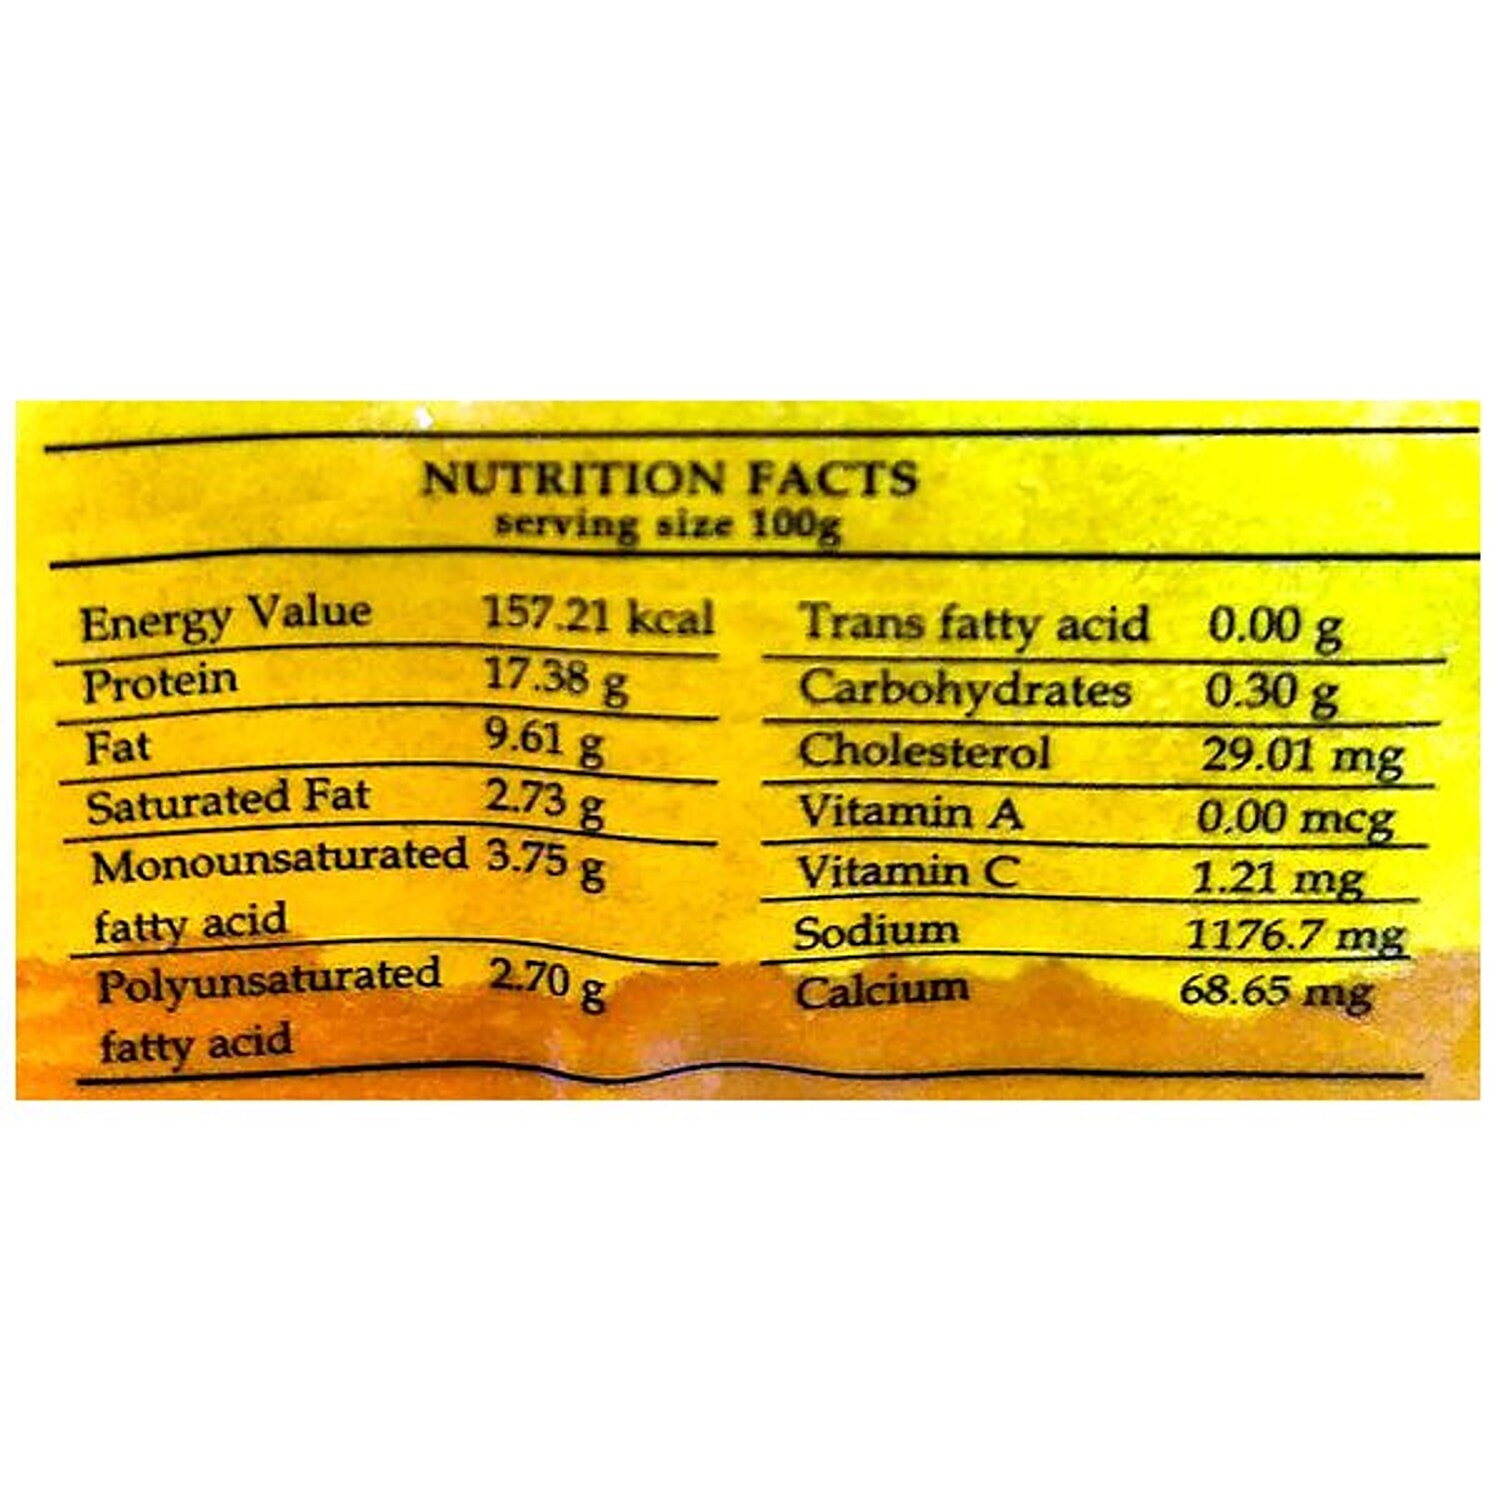 NUTRITION FACTS
serving size 100g
Energy Value 157.21 kcal
Protein 17.38 g
Fat 9.61 g
Saturated Fat 2.73 g
Monounsaturated 3.75 g
fatty acid
Polyunsaturated 2.70 g
fatty acid
Trans fatty acid 0.00 g
Carbohydrates 0.30 g
Cholesterol 29.01 mg
Vitamin A 0.00 mcg
Vitamin C 1.21 mg
Sodium 1176.7 mg
Calcium 68.65 mg